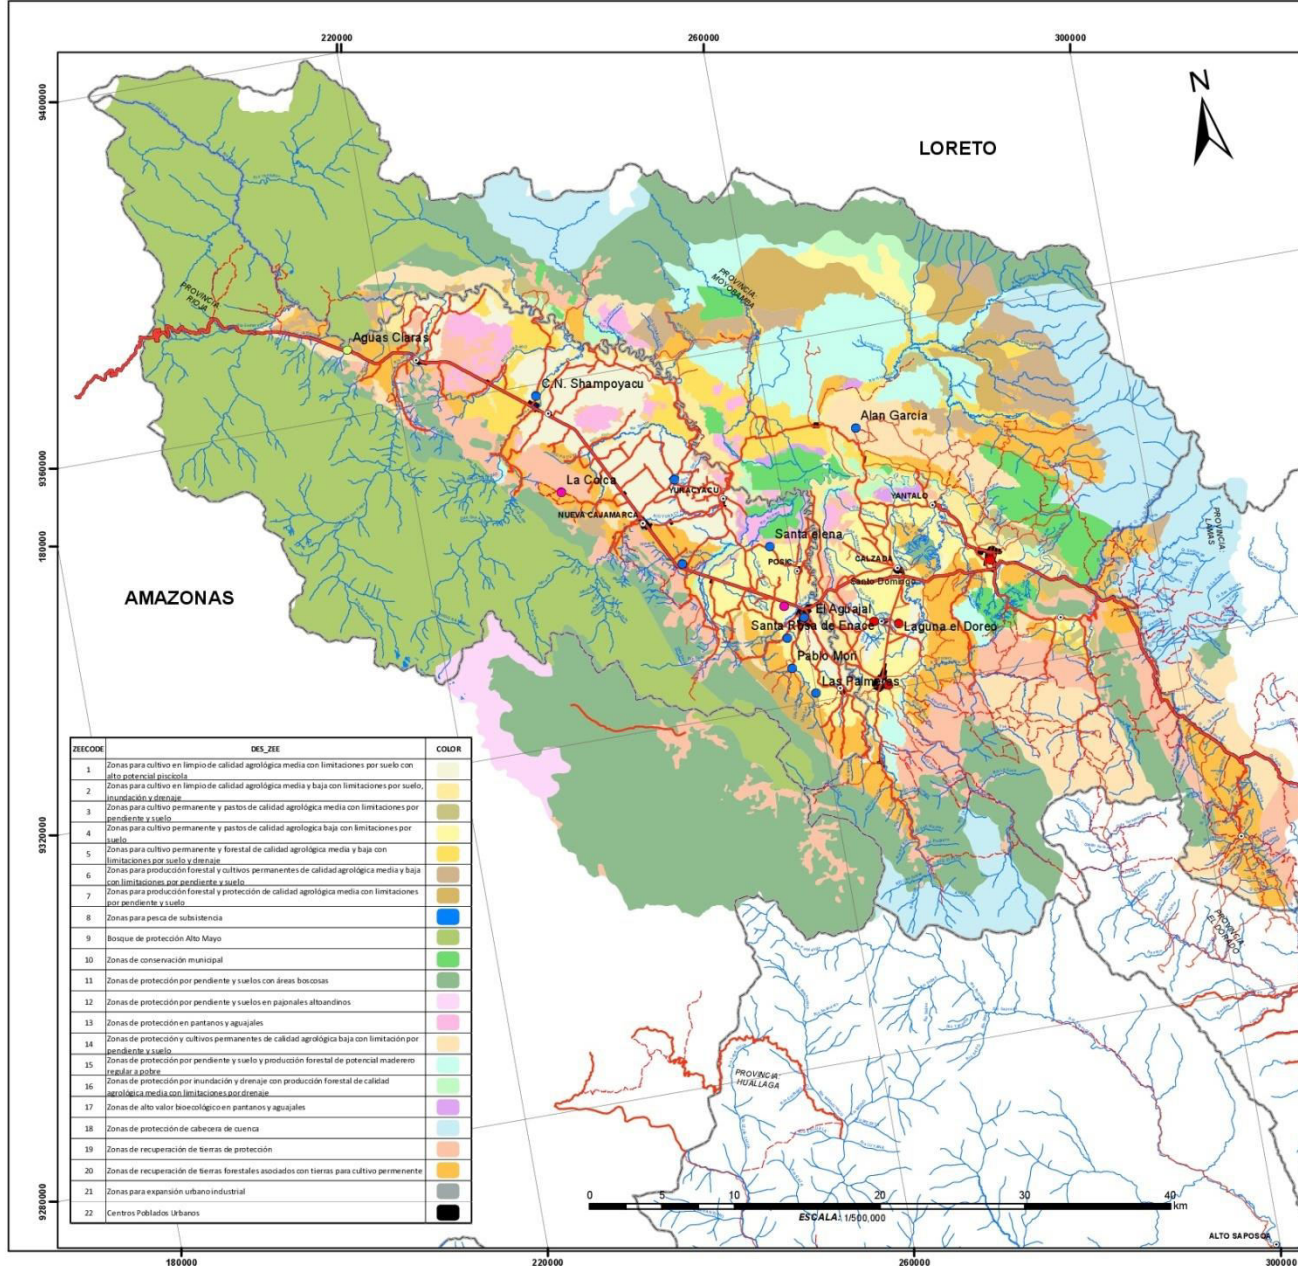 220000
260000
300000
9400000
N
LORETO
PROVINCIA:
MOYOBAMBA
PROVINCIA:
RIOJA
Aguas Claras
C.N. Shampoyacu
Alan Garcia
9360000
La Colca
YURACYACU
YANTALO
NUEVA CAJAMARCA
PROVINCIA:
LAMAS
Santa elena
180000
POSIC
CALZADA
Santo Domingo
AMAZONAS
El Aguajal
Santa Rosa de Enace
Laguna el Doreo
Pablo Mori
Las Palmeras
ZEECODE DES_ZEE COLOR
1 Zonas para cultivo en limpio de calidad agrológica media con limitaciones por suelo con
alto potencial piscícola
2 Zonas para cultivo en limpio de calidad agrológica media y baja con limitaciones por suelo,
inundación y drenaje
3 Zonas para cultivo permanente y pastos de calidad agrológica media con limitaciones por
pendiente y suelo
4 Zonas para cultivo permanente y pastos de calidad agrologica baja con limitaciones por
suelo
5 Zonas para cultivo permanente y forestal de calidad agrológica media y baja con
limitaciones por suelo y drenaje
6 Zonas para producción forestal y cultivos permanentes de calidad agrológica media y baja
con limitaciones por pendiente y suelo
7 Zonas para producción forestal y protección de calidad agrológica media con limitaciones
por pendiente y suelo
8 Zonas para pesca de subsistencia
9 Bosque de protección Alto Mayo
10 Zonas de conservación municipal
11 Zonas de protección por pendiente y suelos con áreas boscosas
12 Zonas de protección por pendiente y suelos en pajonales altoandinos
13 Zonas de protección en pantanos y aguajales
14 Zonas de protección y cultivos permanentes de calidad agrológica baja con limitación por
pendiente y suelo
15 Zonas de protección por pendiente y suelo y producción forestal de potencial maderero
regular a pobre
16 Zonas de protección por inundación y drenaje con producción forestal de calidad
agrológica media con limitaciones por drenaje
17 Zonas de alto valor bioecológico en pantanos y aguajales
18 Zonas de protección de cabecera de cuenca
19 Zonas de recuperación de tierras de protección
20 Zonas de recuperación de tierras forestales asociados con tierras para cultivo permenente
21 Zonas para expansión urbano industrial
22 Centros Poblados Urbanos
9320000
PROVINCIA:
EL DORADO
PROVINCIA:
HUALLAGA
9280000
0 5 10 20 30 40
km
ESCALA: 1/500,000
ALTO SAPOSOA
180000
220000
260000
300000